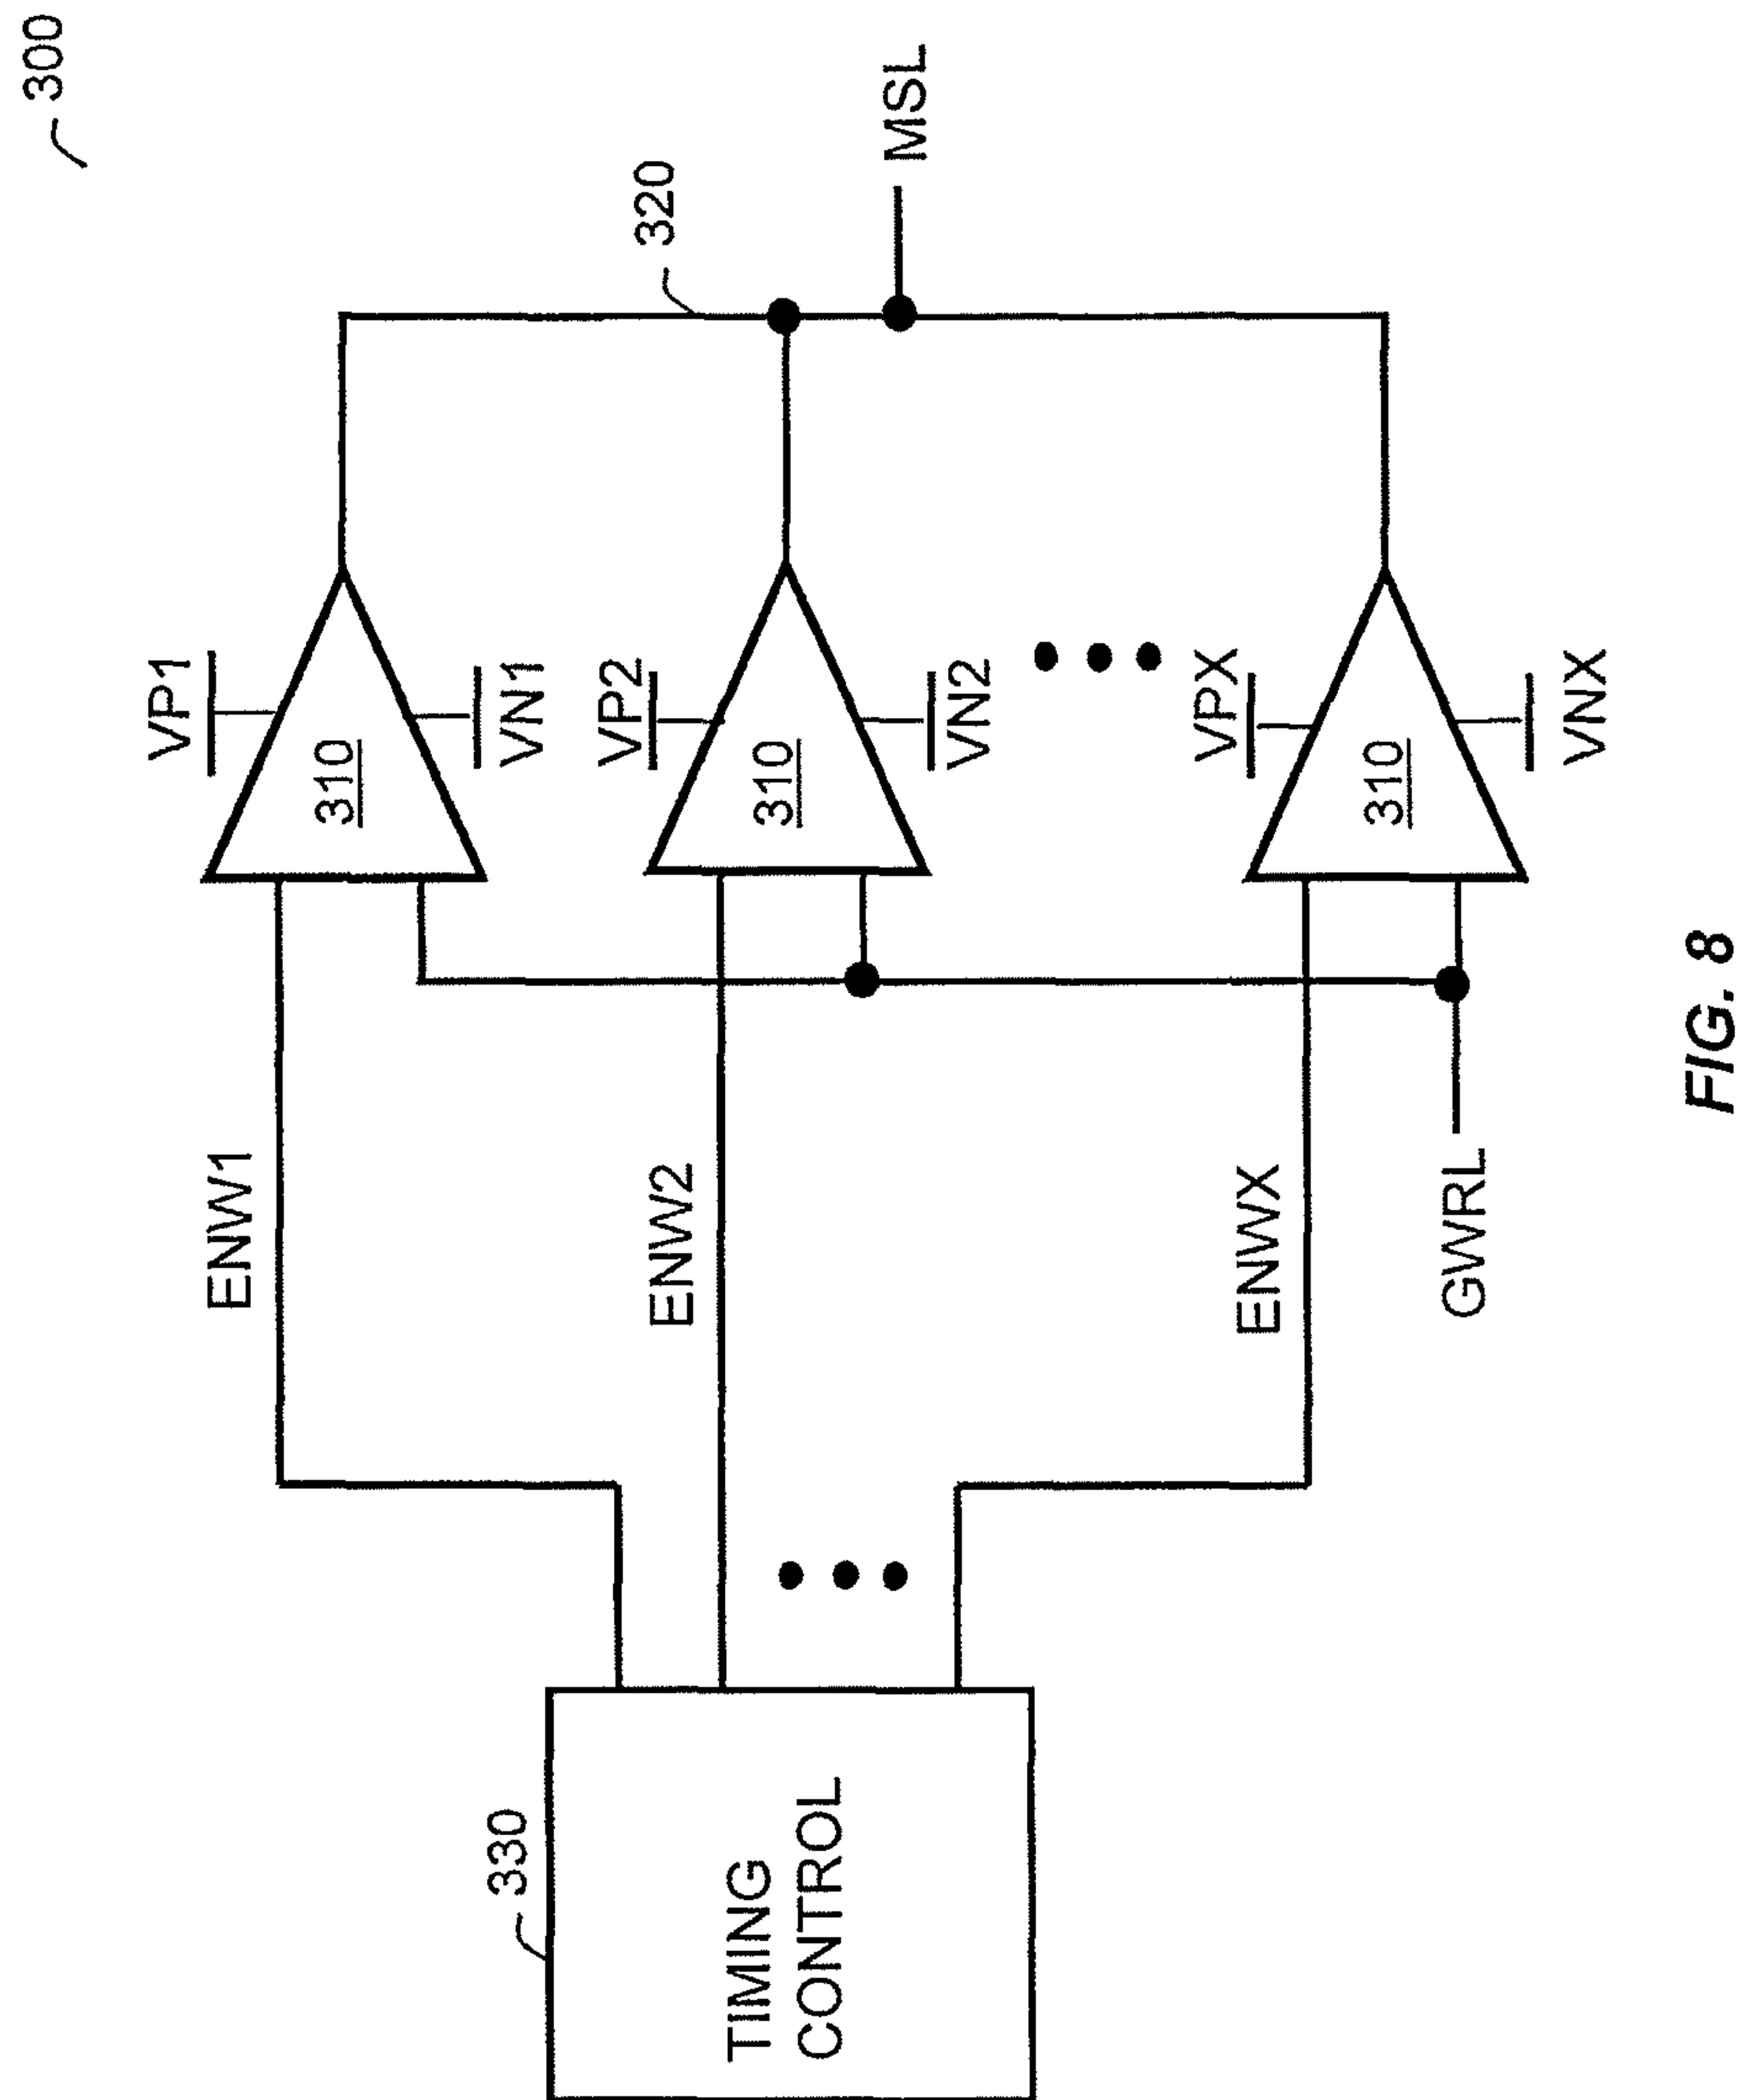 300
320
MSL
VP1
310
VN1
VP2
310
VN2
VPX
310
VNX
ENW1
ENW2
ENWX
GWRL
330
TIMING
CONTROL
FIG. 8